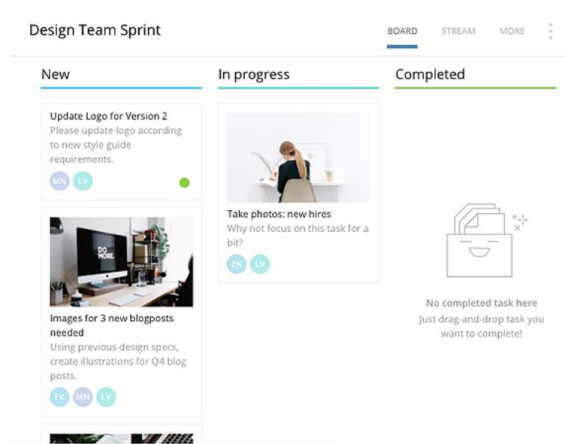 Design Team Sprint
BOARD
STREAM
MORE
New
Update Logo for Version 2
Please update logo according
to new style guide
requirements.
MN LV
DO
MORE.
Images for 3 new blogposts
needed
Using previous design specs,
create illustrations for Q4 blog
posts.
EK MN LV
In progress
Take photos: new hires
Why not focus on this task for a
bit?
EK LV
Completed
No completed task here
Just drag-and-drop task you
want to complete!